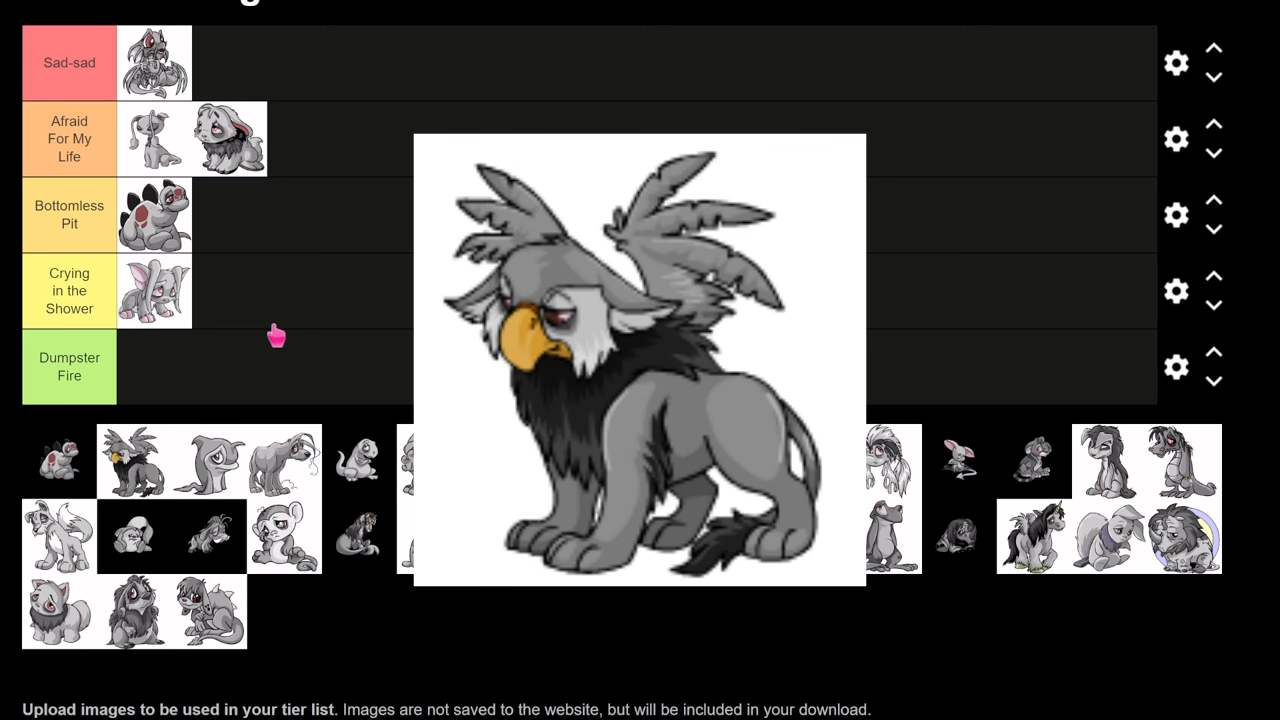 Sad-sad
Afraid
For My
Life
Bottomless
Pit
Crying
in the
Shower
Dumpster
Fire
Upload images to be used in your tier list. Images are not saved to the website, but will be included in your download.